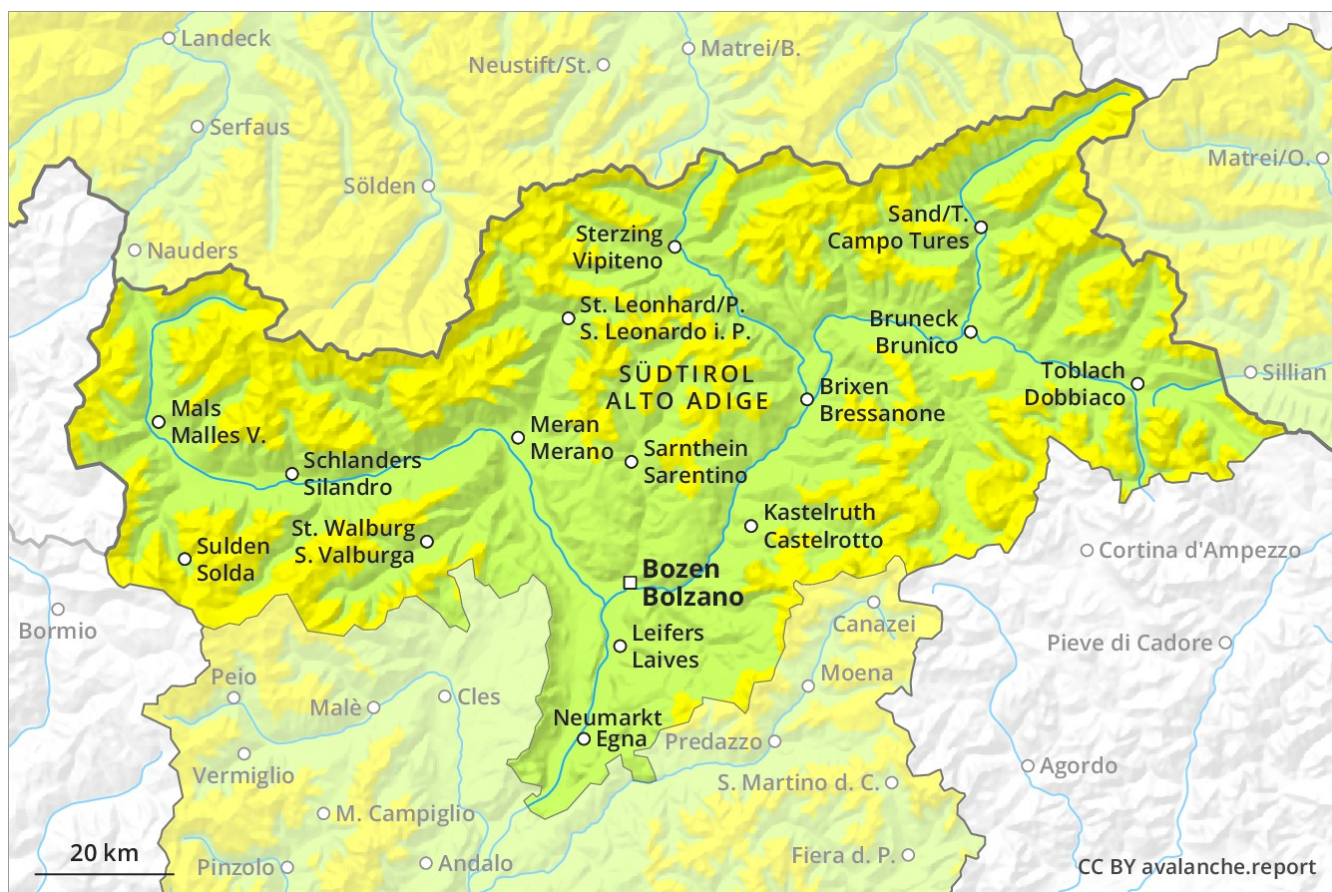 Landeck
Matrei/B.
Neustift/St.
Serfaus
Matrei/O.
Sölden
Sand/T.
Campo Tures
Sterzing
Vipiteno
Nauders
St. Leonhard/P.
S. Leonardo i. P.
Bruneck
Brunico
SÜDTIROL
ALTO ADIGE
Toblach
Dobbiaco
Sillian
Brixen
Bressanone
Mals
Malles V.
Meran
Merano
Sarnthein
Sarentino
Schlanders
Silandro
Kastelruth
Castelrotto
St. Walburg
S. Valburga
Sulden
Solda
Cortina d'Ampezzo
Bozen
Bolzano
Bormio
Canazei
Leifers
Laives
Pieve di Cadore
Peio
Moena
Malè
Cles
Neumarkt
Egna
Predazzo
Vermiglio
Agordo
S. Martino d. C.
M. Campiglio
20 km
Pinzolo
Andalo
Fiera d. P.
CC BY avalanche.report